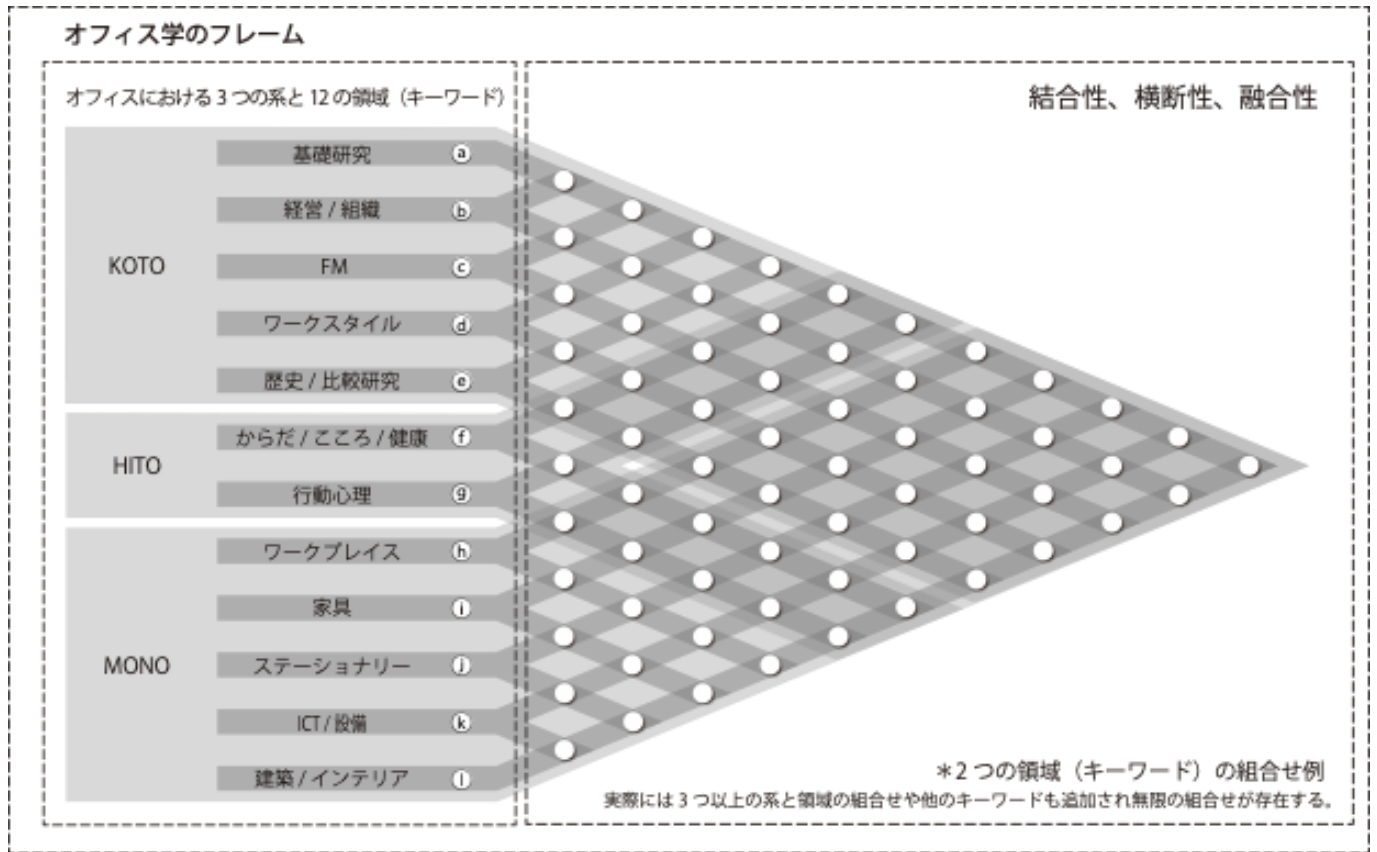 オフィス学のフレーム
オフィスにおける3つの系と12の領域（キーワード）
結合性、横断性、融合性
KOTO
基礎研究 a
経営 / 組織 b
FM c
ワークスタイル d
歴史 / 比較研究 e
HITO
からだ / こころ / 健康 f
行動心理 g
MONO
ワークプレイス h
家具 i
ステーショナリー j
ICT / 設備 k
建築 / インテリア l
＊2つの領域（キーワード）の組合せ例
実際には3つ以上の系と領域の組合せや他のキーワードも追加され無限の組合せが存在する。